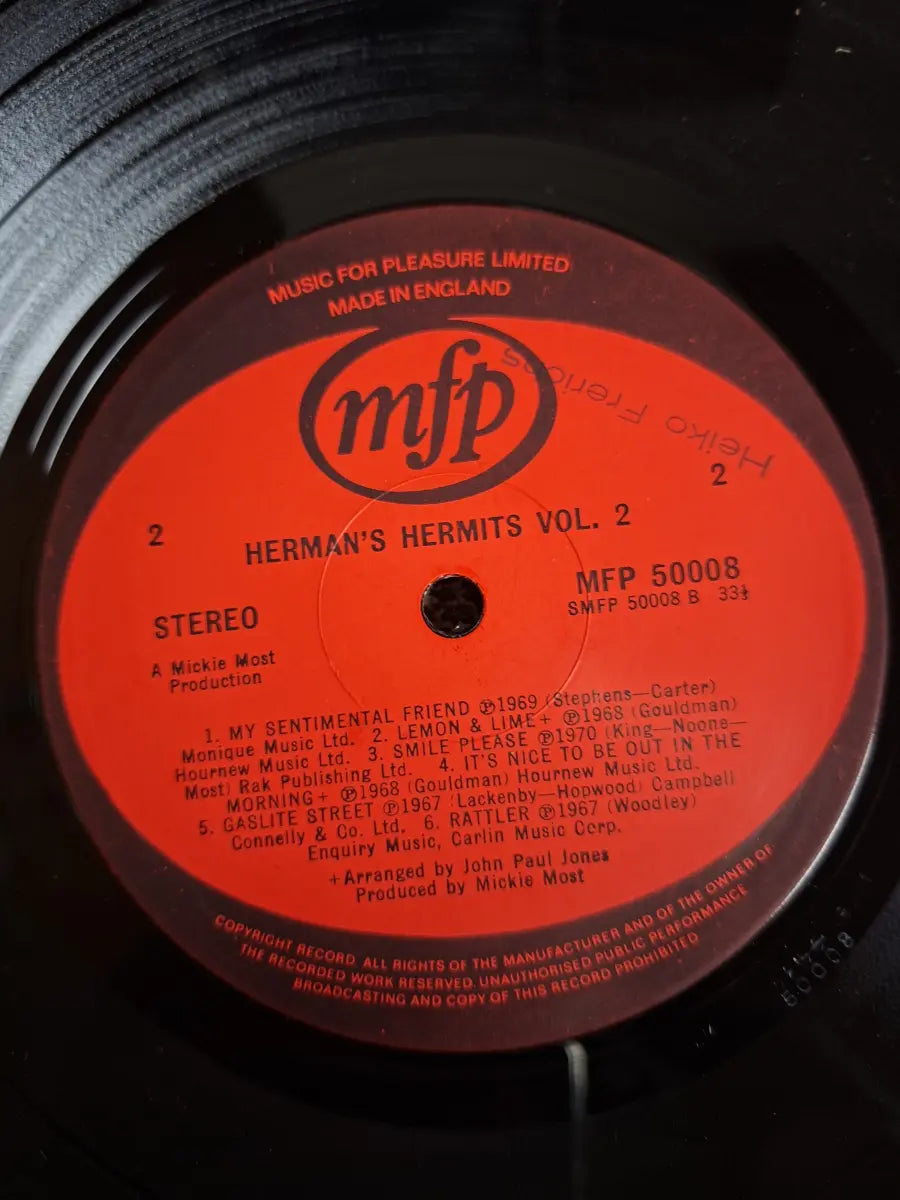 MUSIC FOR PLEASURE LIMITED
MADE IN ENGLAND
mfp
Heiko Frerichs
2
2
HERMAN'S HERMITS VOL. 2
STEREO
MFP 50008
SMFP 50008 B 33⅓
A Mickie Most
Production
1. MY SENTIMENTAL FRIEND ℗1969 (Stephens—Carter)
Monique Music Ltd. 2. LEMON & LIME+ ℗1968 (Gouldman)
Hournew Music Ltd. 3. SMILE PLEASE ℗1970 (King—Noone—
Most) Rak Publishing Ltd. 4. IT'S NICE TO BE OUT IN THE
MORNING+ ℗1968 (Gouldman) Hournew Music Ltd.
5. GASLITE STREET ℗1967 (Lackenby—Hopwood) Campbell
Connelly & Co. Ltd. 6. RATTLER ℗1967 (Woodley)
Enquiry Music, Carlin Music Corp.
+Arranged by John Paul Jones
Produced by Mickie Most
COPYRIGHT RECORD. ALL RIGHTS OF THE MANUFACTURER AND OF THE OWNER OF
THE RECORDED WORK RESERVED. UNAUTHORISED PUBLIC PERFORMANCE
BROADCASTING AND COPY OF THIS RECORD PROHIBITED
50008